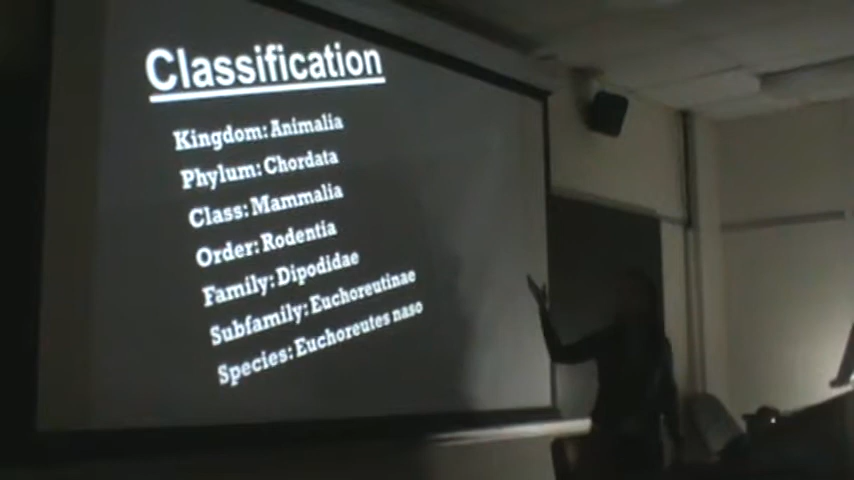 Classification
Kingdom: Animalia
Phylum: Chordata
Class: Mammalia
Order: Rodentia
Family: Dipodidae
Subfamily: Euchoreutinae
Species: Euchoreutes naso